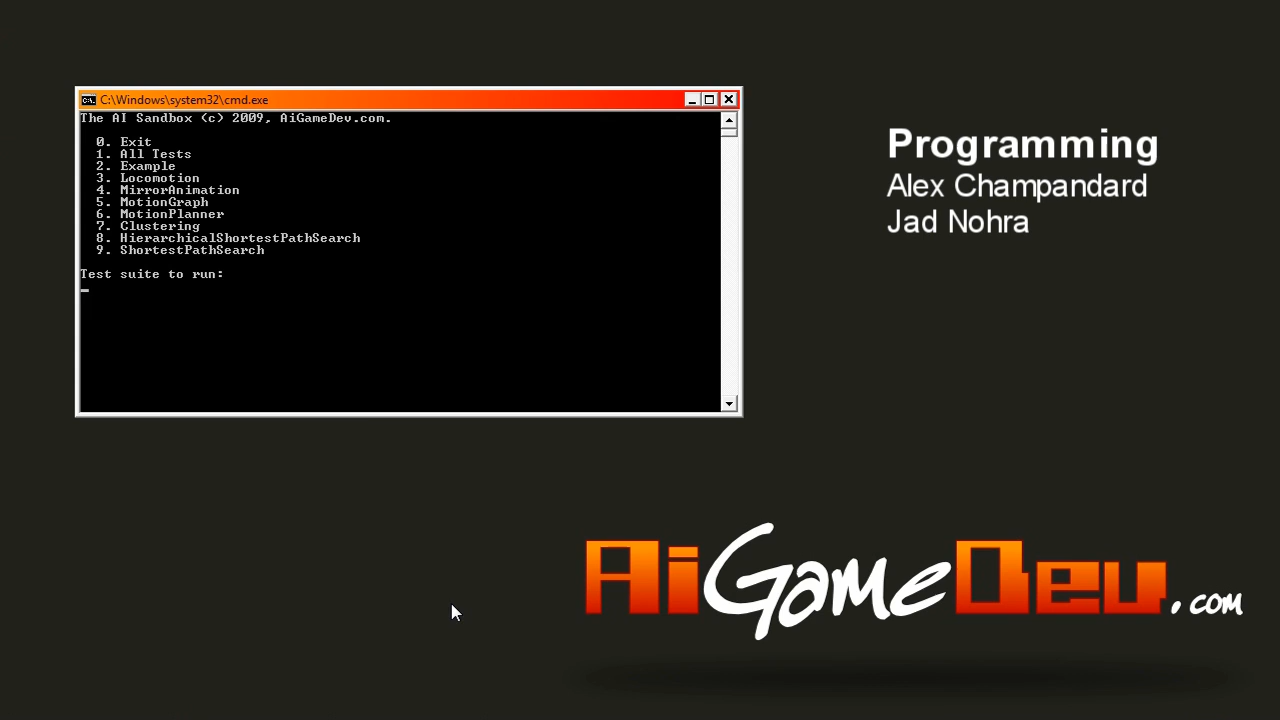 C:\Windows\system32\cmd.exe
The AI Sandbox (c) 2009, AiGameDev.com.
0. Exit
1. All Tests
2. Example
3. Locomotion
4. MirrorAnimation
5. MotionGraph
6. MotionPlanner
7. Clustering
8. HierarchicalShortestPathSearch
9. ShortestPathSearch
Test suite to run:
Programming
Alex Champandard
Jad Nohra
AiGameDev.com